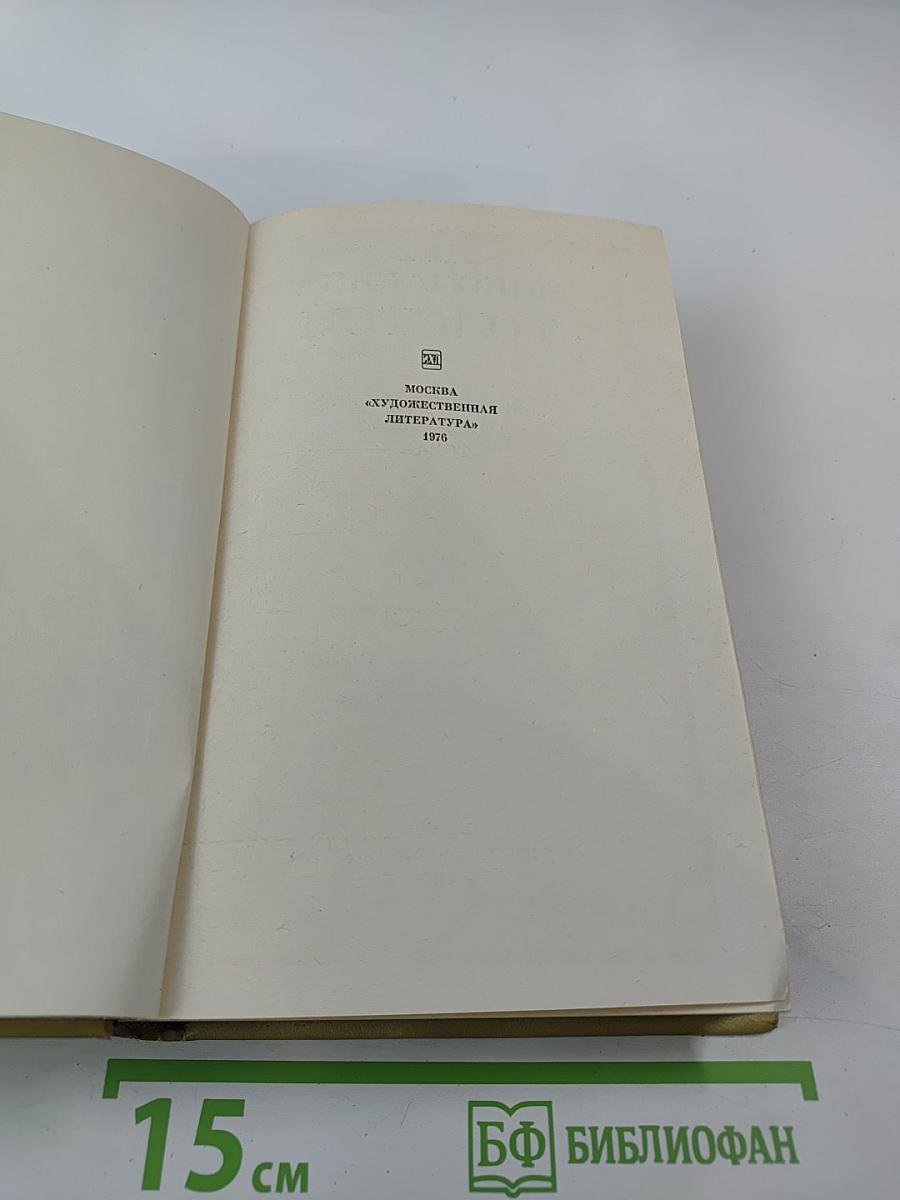 МОСКВА
«ХУДОЖЕСТВЕННАЯ
ЛИТЕРАТУРА»
1976
15 см
БФ БИБЛИОФАН